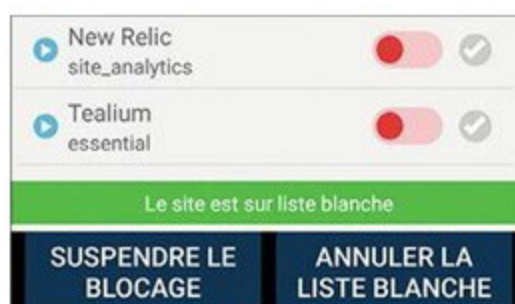 New Relic
site_analytics
Tealium
essential
Le site est sur liste blanche
SUSPENDRE LE
BLOCAGE
ANNULER LA
LISTE BLANCHE